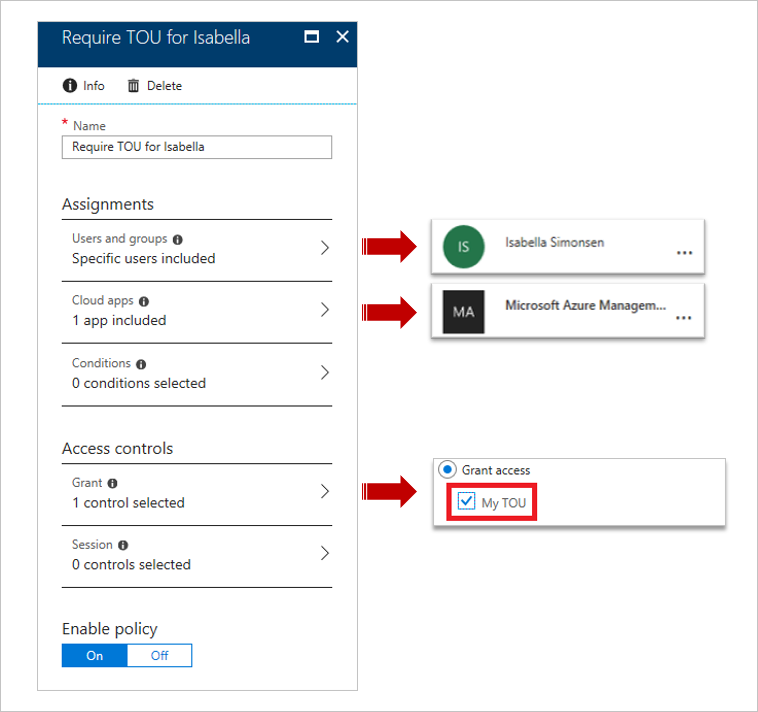 Require TOU for Isabella
Info Delete
* Name
Require TOU for Isabella
Assignments
Users and groups
Specific users included
Cloud apps
1 app included
Conditions
0 conditions selected
Access controls
Grant
1 control selected
Session
0 controls selected
Enable policy
On Off
IS Isabella Simonsen ...
MA Microsoft Azure Managem... ...
Grant access
My TOU